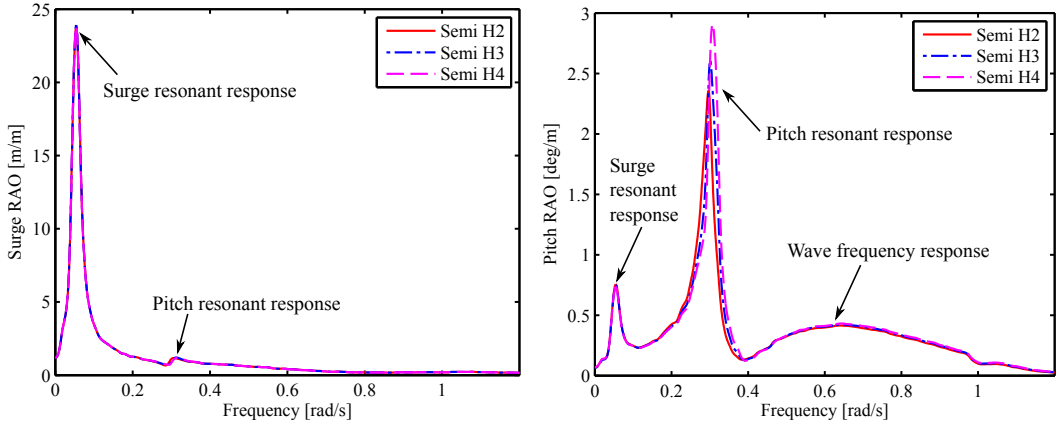 25
20
15
10
5
0
0
0.2
0.4
0.6
0.8
1
Surge RAO [m/m]
Frequency [rad/s]
Semi H2
Semi H3
Semi H4
Surge resonant response
Pitch resonant response
3
2.5
2
1.5
1
0.5
0
0
0.2
0.4
0.6
0.8
1
Pitch RAO [deg/m]
Frequency [rad/s]
Semi H2
Semi H3
Semi H4
Pitch resonant response
Surge
resonant
response
Wave frequency response